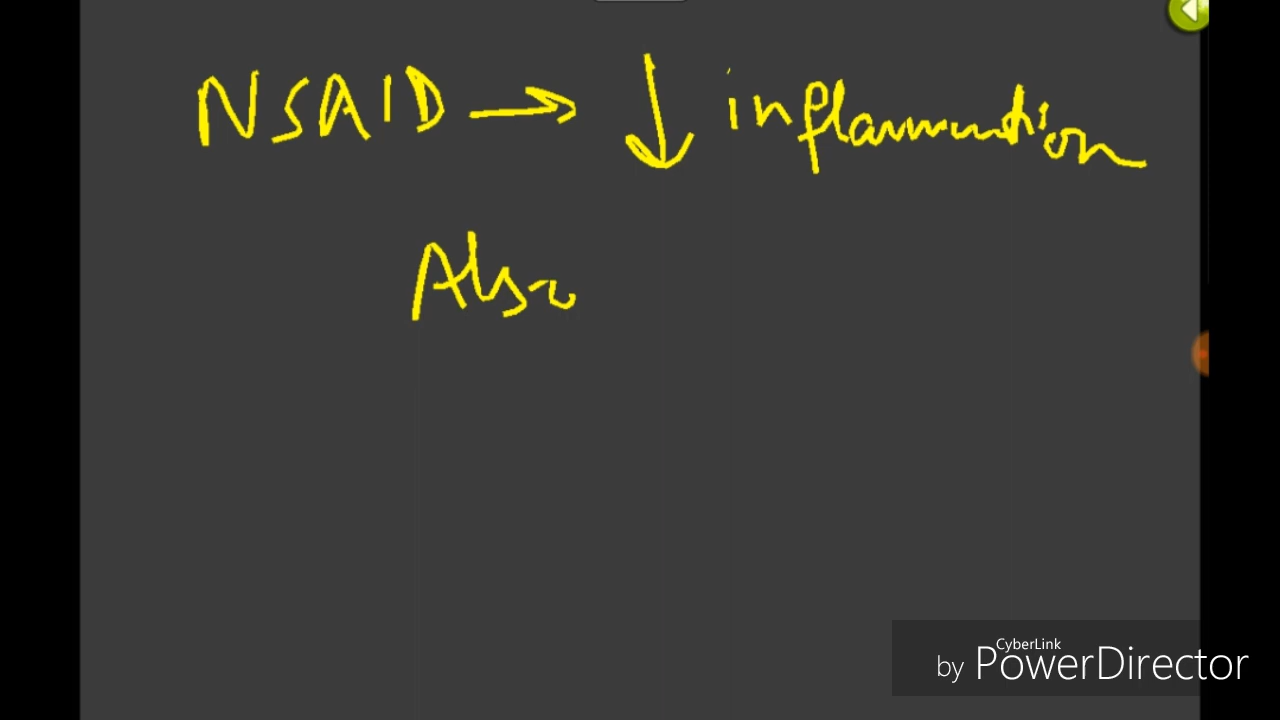 NSAID → ↓ inflammation
Also
CyberLink
by PowerDirector